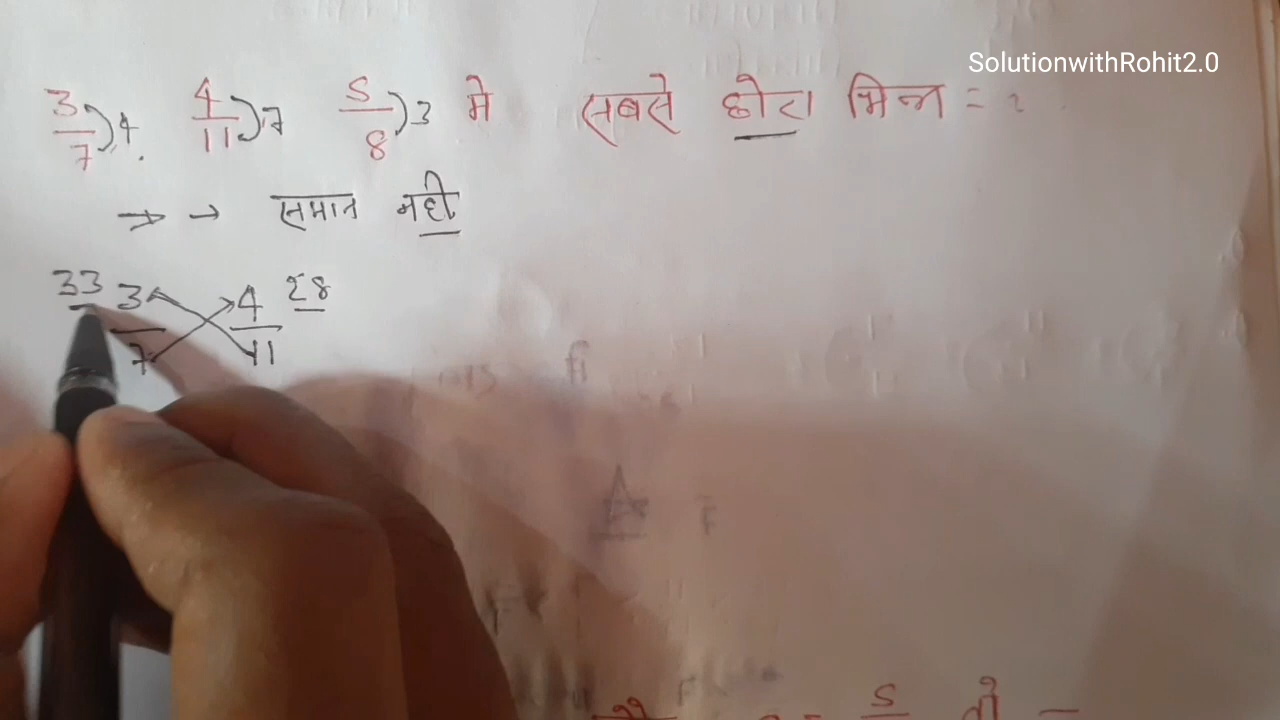 SolutionwithRohit2.0
3/7)4, 4/11)7 5/8)3 मे सबसे छोटा भिन्न = ?
⇒ → समान नही
33 3/7 4/11 28